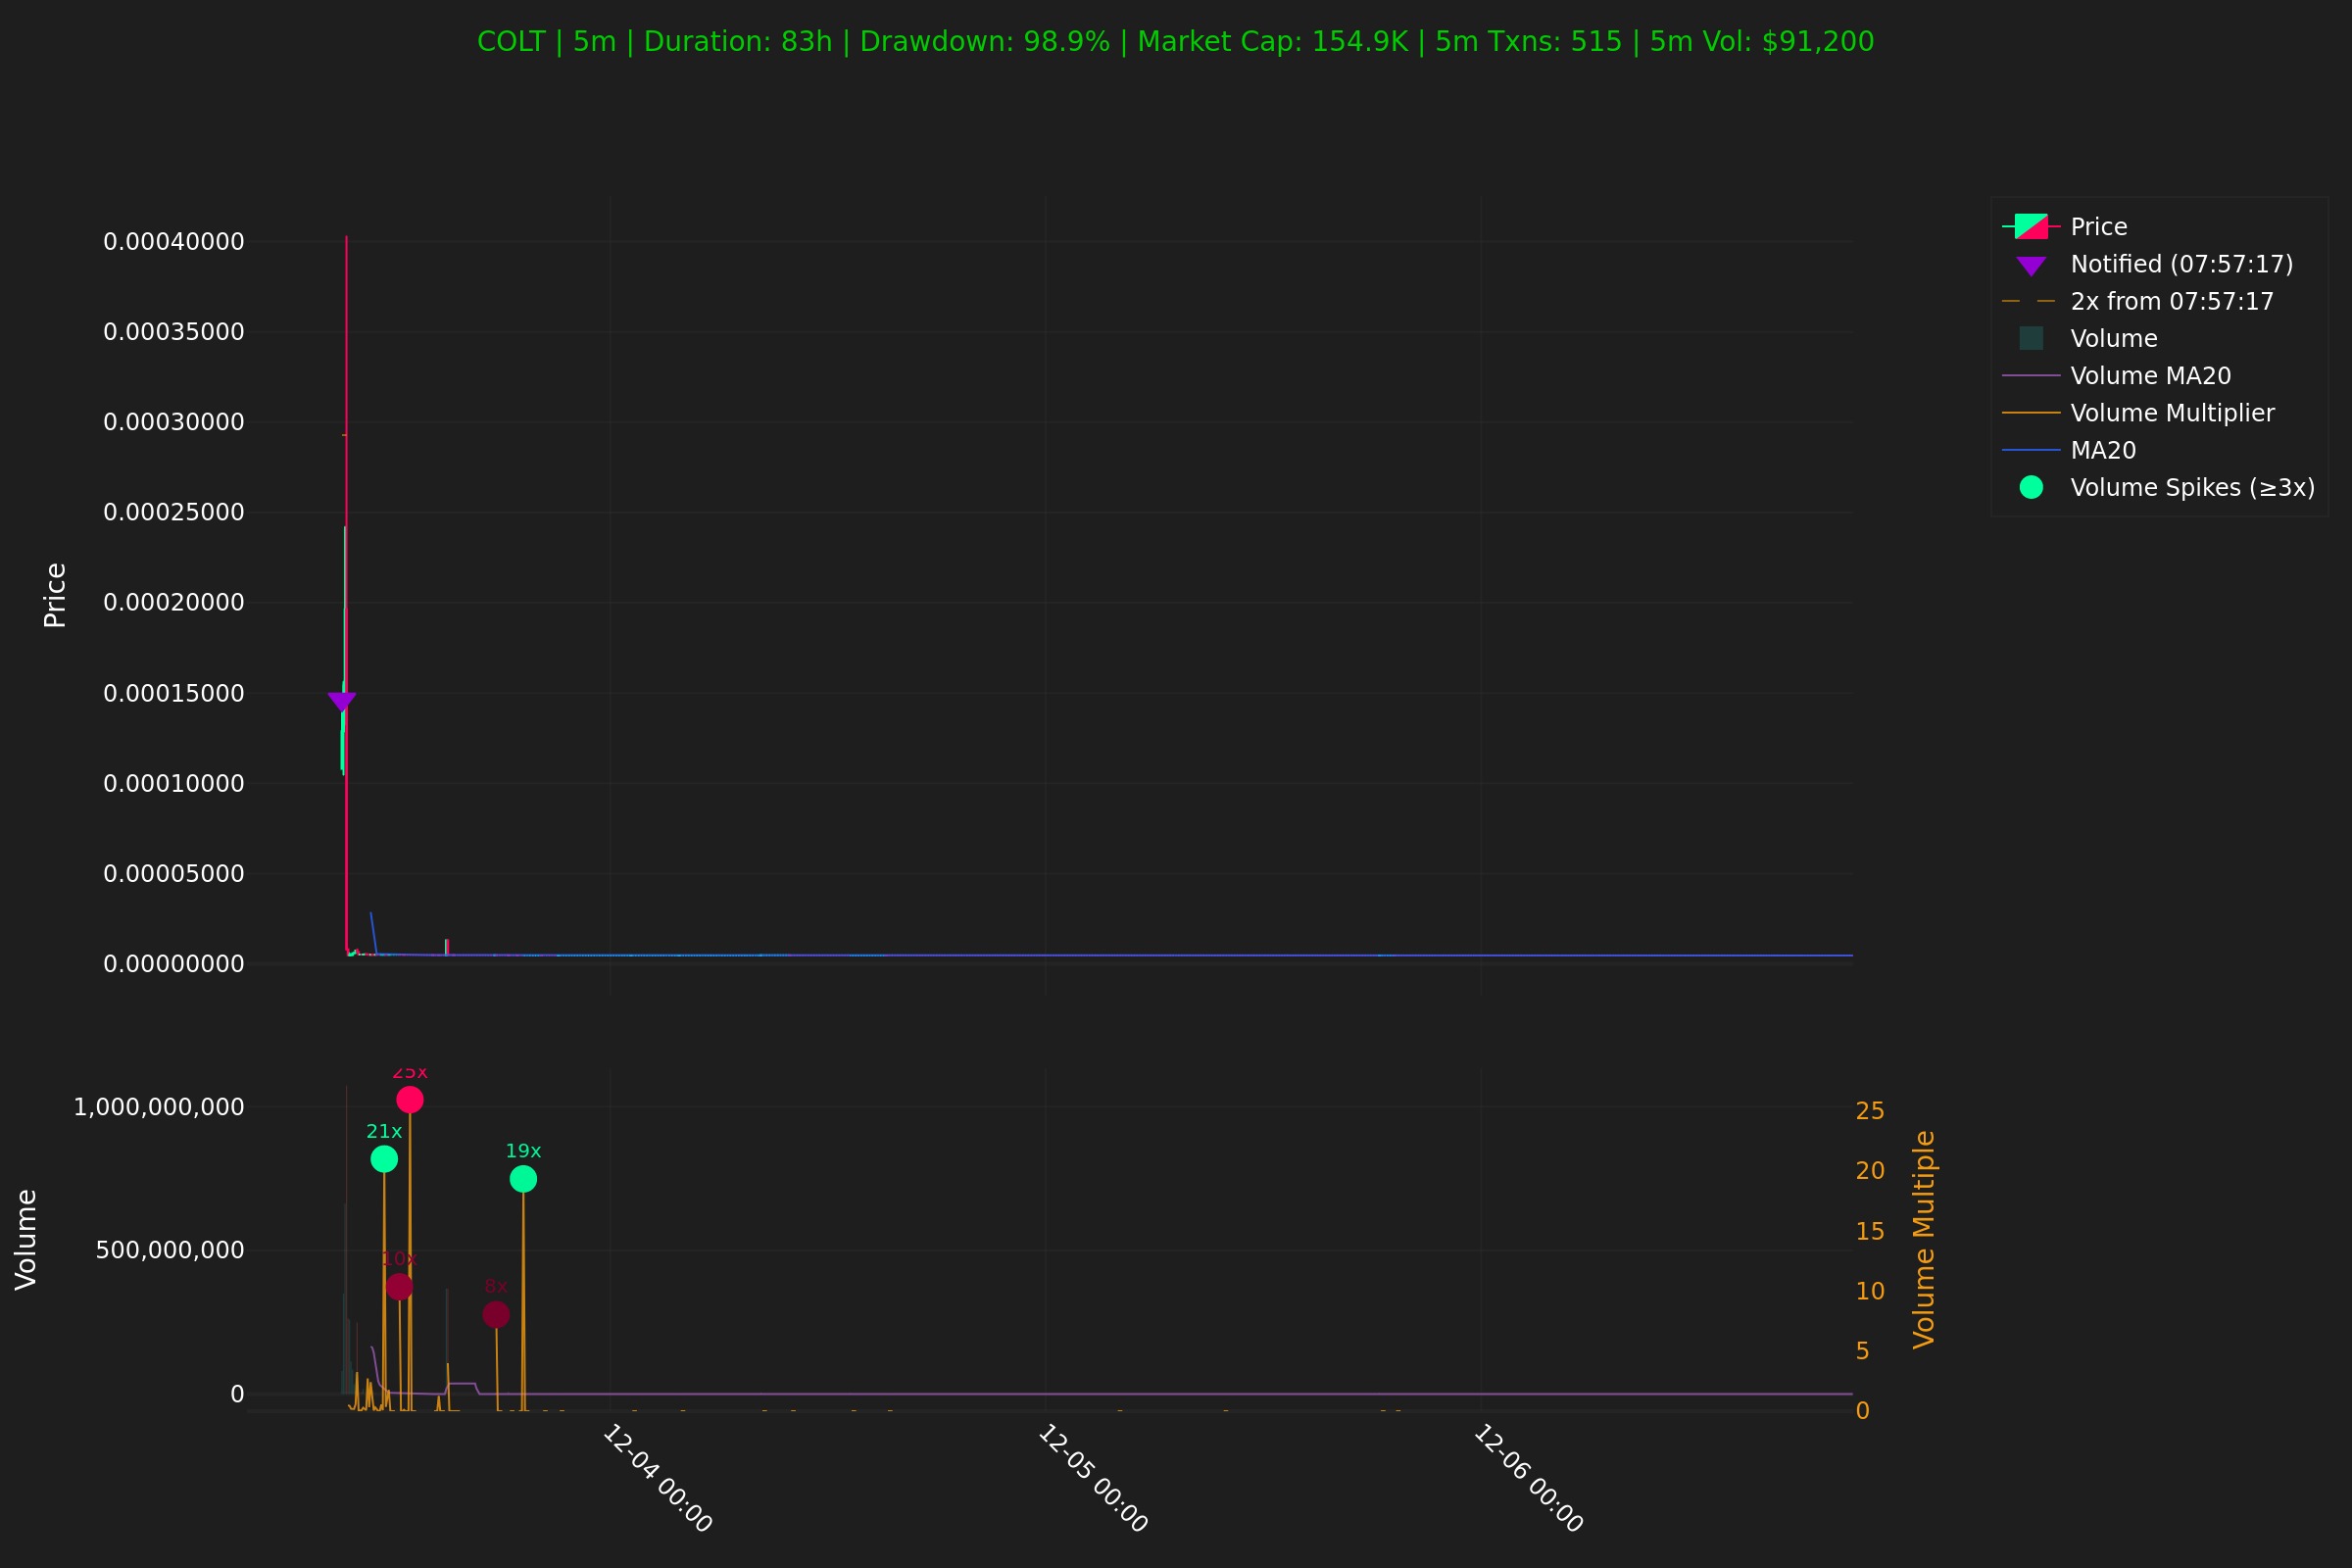 COLT | 5m | Duration: 83h | Drawdown: 98.9% | Market Cap: 154.9K | 5m Txns: 515 | 5m Vol: $91,200
Price
0.00040000
0.00035000
0.00030000
0.00025000
0.00020000
0.00015000
0.00010000
0.00005000
0.00000000
Price
Notified (07:57:17)
2x from 07:57:17
Volume
Volume MA20
Volume Multiplier
MA20
Volume Spikes (≥3x)
Volume
1,000,000,000
500,000,000
0
25x
21x
19x
10x
8x
25
20
15
10
5
0
Volume Multiple
12-04 00:00
12-05 00:00
12-06 00:00